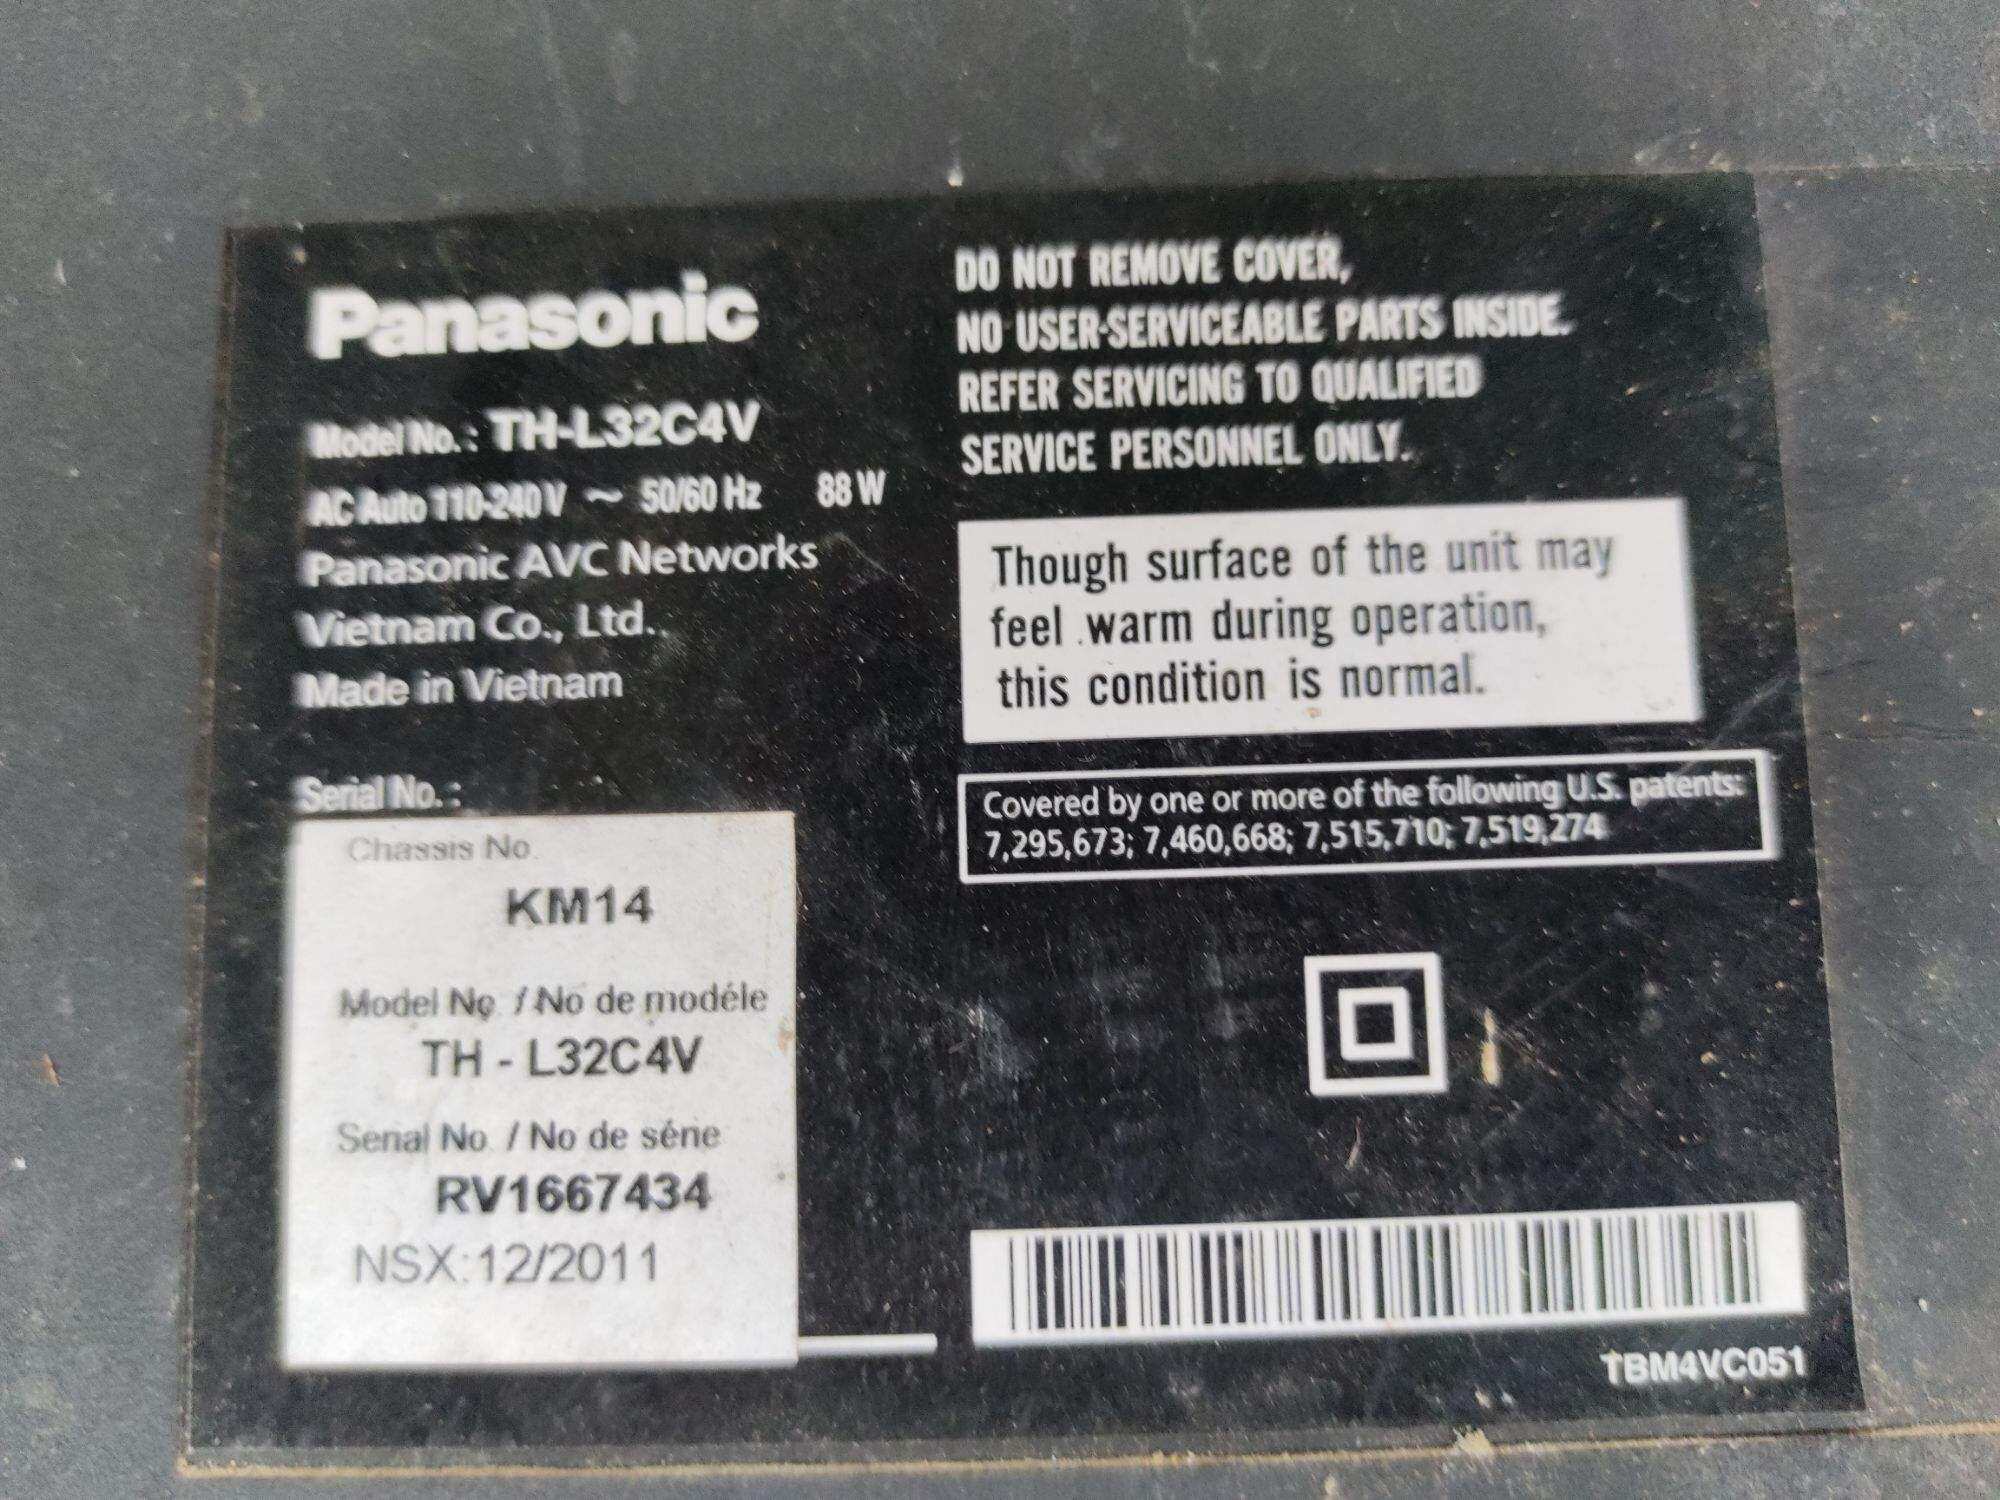 Panasonic
Model No.: TH-L32C4V
AC Auto 110-240V ~ 50/60 Hz 88 W
Panasonic AVC Networks
Vietnam Co., Ltd..
Made in Vietnam
Serial No.:
Chassis No.
KM14
Model No. / No de modéle
TH - L32C4V
Serial No. / No de série
RV1667434
NSX:12/2011
DO NOT REMOVE COVER,
NO USER-SERVICEABLE PARTS INSIDE.
REFER SERVICING TO QUALIFIED
SERVICE PERSONNEL ONLY.
Though surface of the unit may
feel warm during operation,
this condition is normal.
Covered by one or more of the following U.S. patents:
7,295,673; 7,460,668; 7,515,710; 7,519,274
TBM4VC051